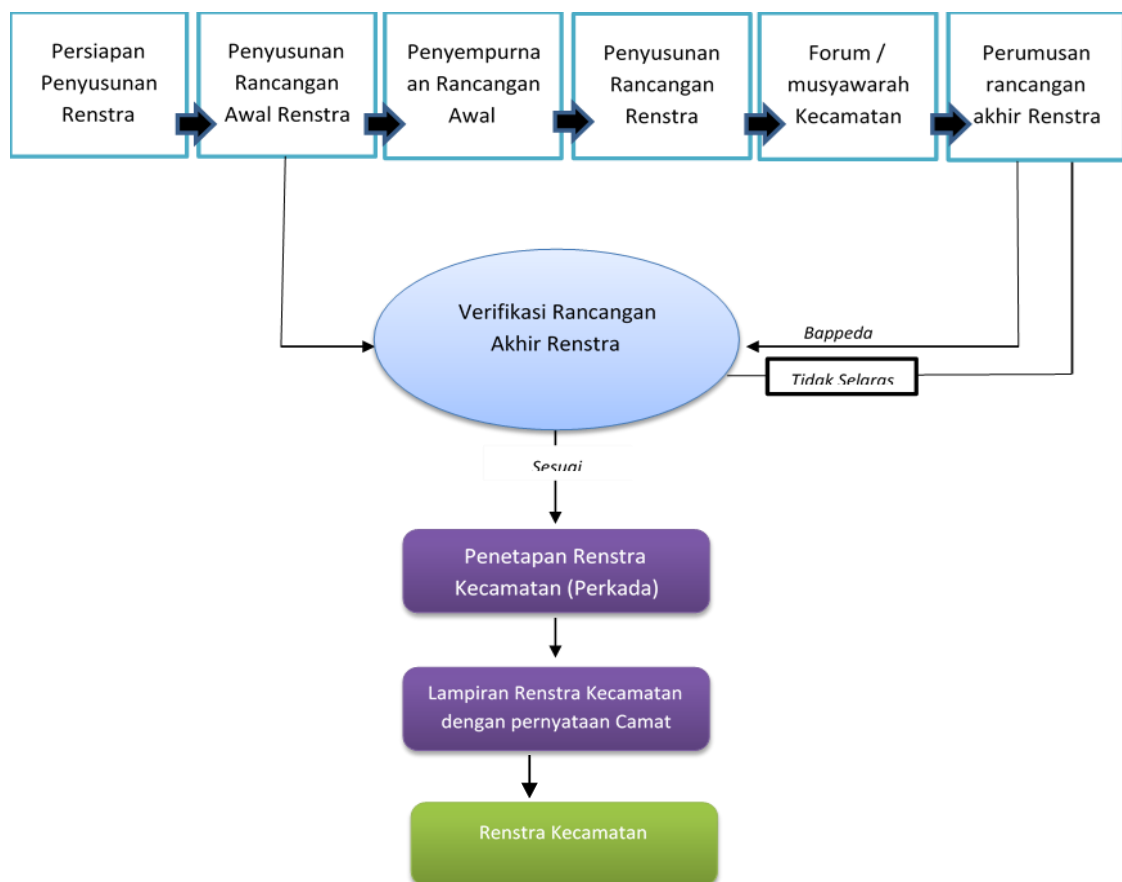 Persiapan
Penyusunan
Renstra
Penyusunan
Rancangan
Awal Renstra
Penyempurna
an Rancangan
Awal
Penyusunan
Rancangan
Renstra
Forum /
musyawarah
Kecamatan
Perumusan
rancangan
akhir Renstra
Verifikasi Rancangan
Akhir Renstra
Bappeda
Tidak Selaras
Sesuai
Penetapan Renstra
Kecamatan (Perkada)
Lampiran Renstra Kecamatan
dengan pernyataan Camat
Renstra Kecamatan